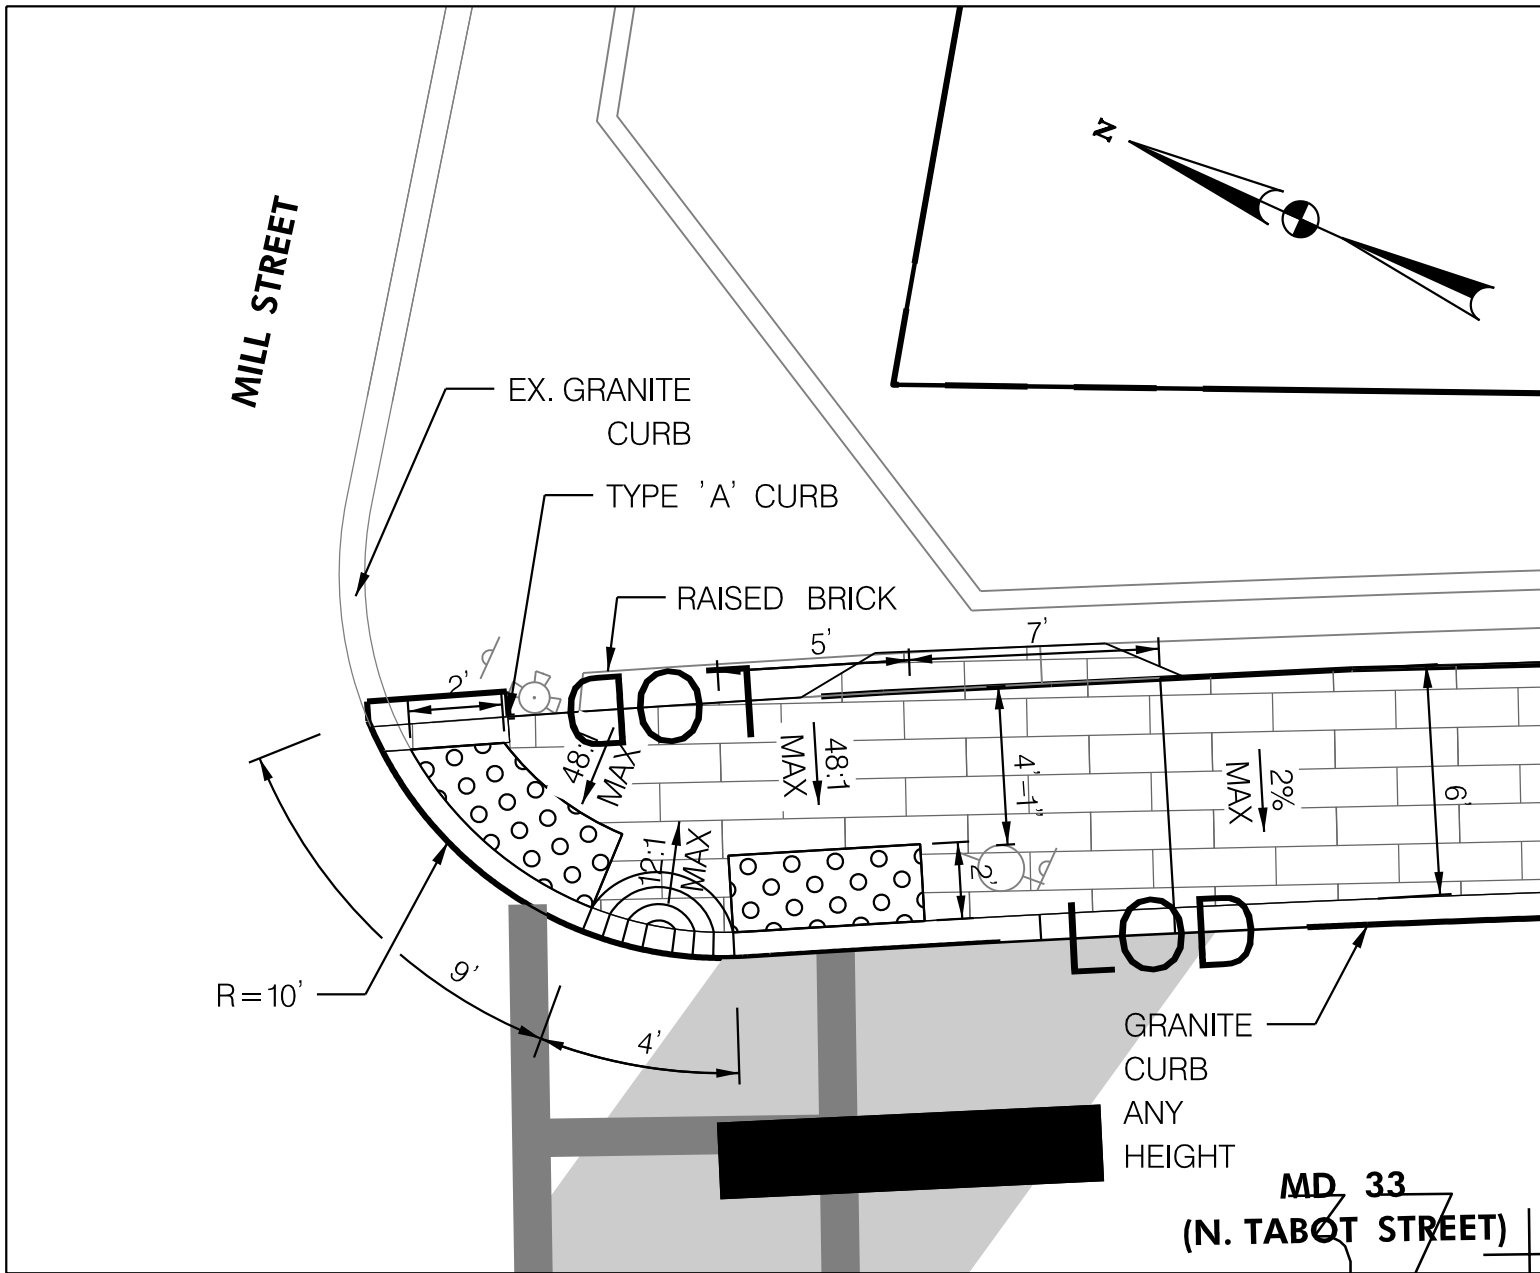 N
MILL STREET
EX. GRANITE
CURB
TYPE 'A' CURB
RAISED BRICK
5'
7'
2'
LOD
48:1
MAX
48:1
MAX
4'-1"
2%
MAX
6'
12:1
MAX
2'
LOD
9'
R=10'
4'
GRANITE
CURB
ANY
HEIGHT
MD 33
(N. TABOT STREET)